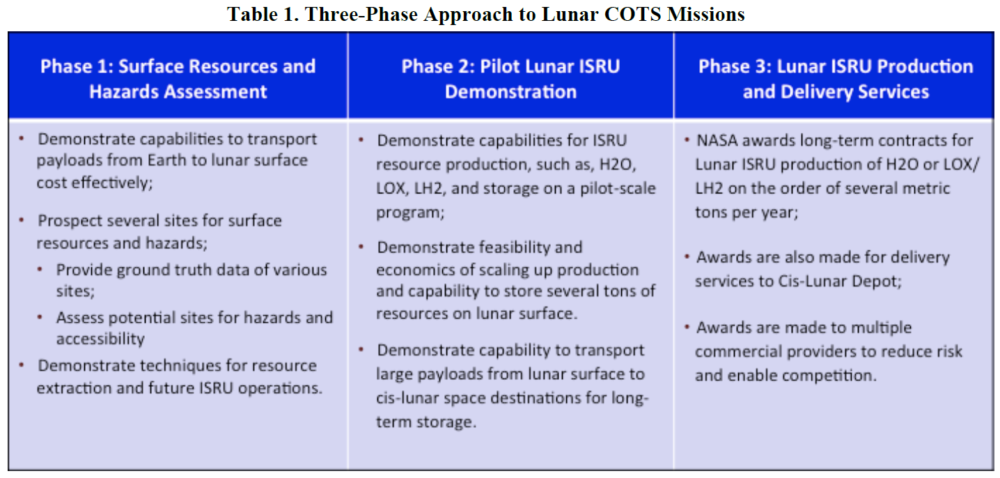 Table 1. Three-Phase Approach to Lunar COTS Missions
Phase 1: Surface Resources and
Hazards Assessment
• Demonstrate capabilities to transport
payloads from Earth to lunar surface
cost effectively;
• Prospect several sites for surface
resources and hazards;
• Provide ground truth data of various
sites;
• Assess potential sites for hazards and
accessibility
• Demonstrate techniques for resource
extraction and future ISRU operations.
Phase 2: Pilot Lunar ISRU
Demonstration
• Demonstrate capabilities for ISRU
resource production, such as, H2O,
LOX, LH2, and storage on a pilot-scale
program;
• Demonstrate feasibility and
economics of scaling up production
and capability to store several tons of
resources on lunar surface.
• Demonstrate capability to transport
large payloads from lunar surface to
cis-lunar space destinations for long-
term storage.
Phase 3: Lunar ISRU Production
and Delivery Services
• NASA awards long-term contracts for
Lunar ISRU production of H2O or LOX/
LH2 on the order of several metric
tons per year;
• Awards are also made for delivery
services to Cis-Lunar Depot;
• Awards are made to multiple
commercial providers to reduce risk
and enable competition.